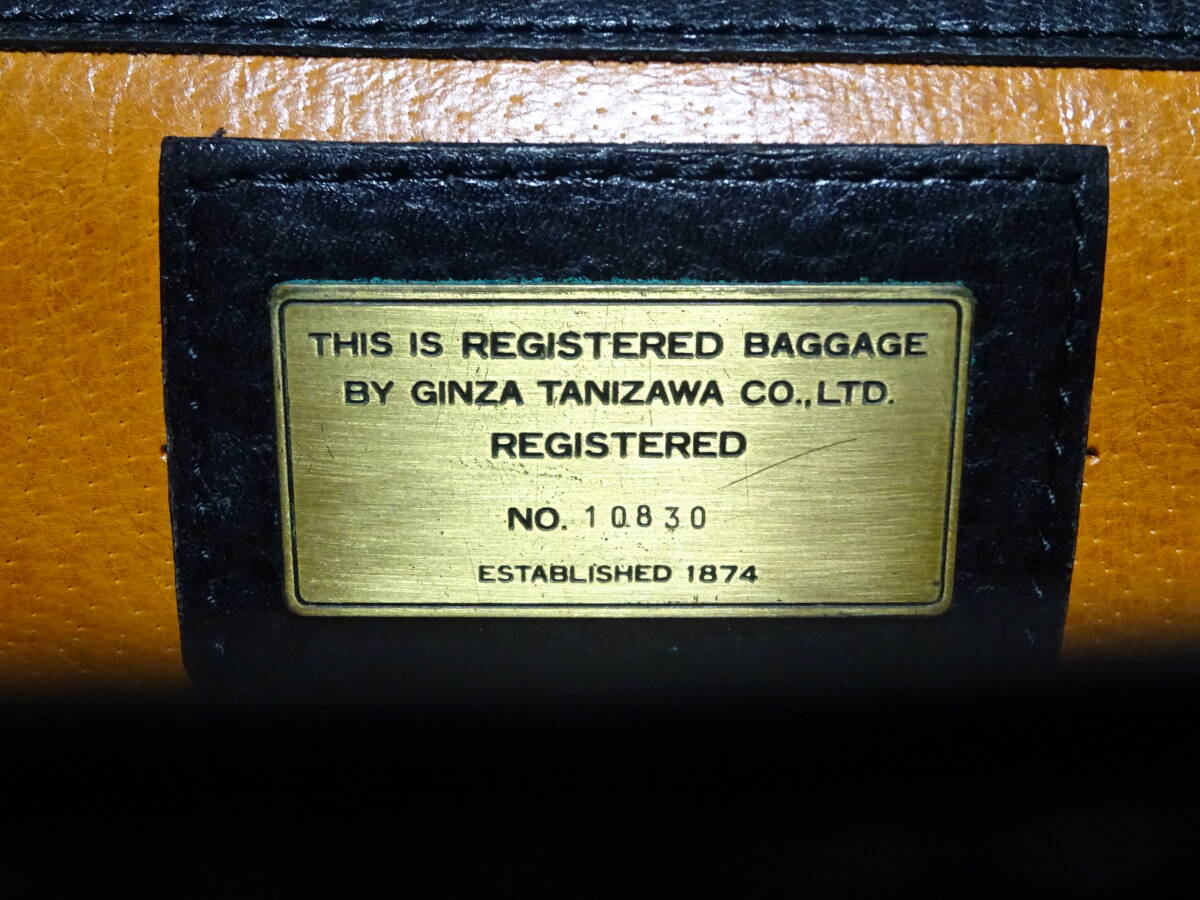 THIS IS REGISTERED BAGGAGE
BY GINZA TANIZAWA CO.,LTD.
REGISTERED
NO. 10830
ESTABLISHED 1874